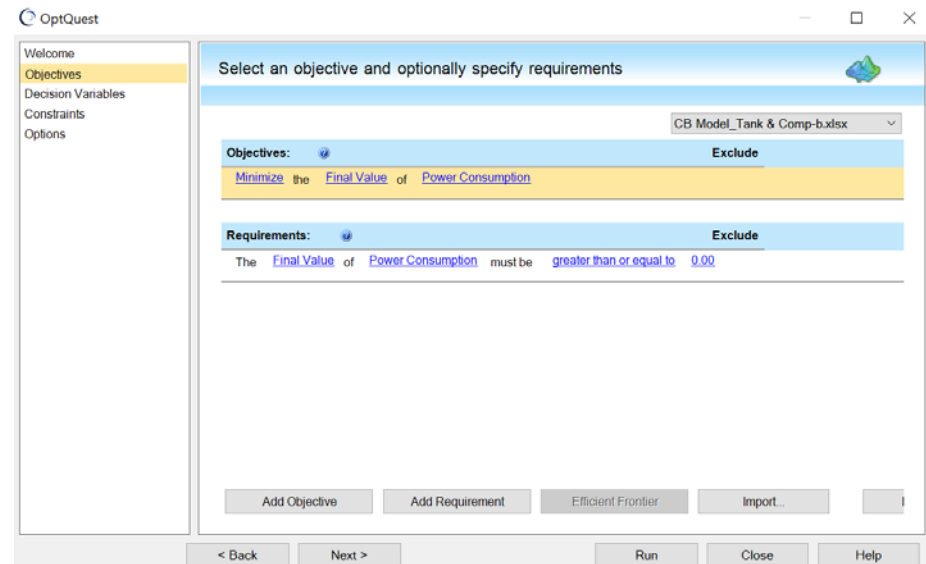 OptQuest
Welcome
Objectives
Decision Variables
Constraints
Options
Select an objective and optionally specify requirements
CB Model_Tank & Comp-b.xlsx
Objectives: Exclude
Minimize the Final Value of Power Consumption
Requirements: Exclude
The Final Value of Power Consumption must be greater than or equal to 0.00
Add Objective Add Requirement Efficient Frontier Import...
< Back Next > Run Close Help